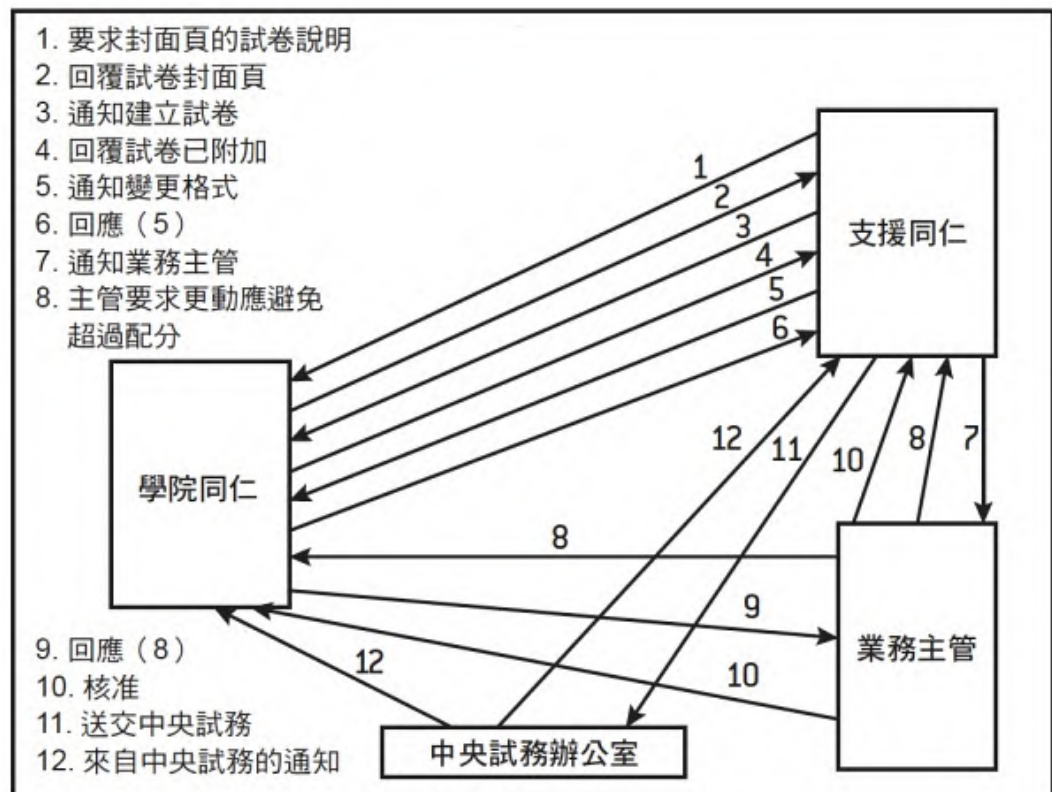 1. 要求封面頁的試卷說明
2. 回覆試卷封面頁
3. 通知建立試卷
4. 回覆試卷已附加
5. 通知變更格式
6. 回應（5）
7. 通知業務主管
8. 主管要求更動應避免
超過配分
1
2
3
4
5
6
支援同仁
學院同仁
12
11
10
8
7
8
9
業務主管
10
12
9. 回應（8）
10. 核准
11. 送交中央試務
12. 來自中央試務的通知
中央試務辦公室